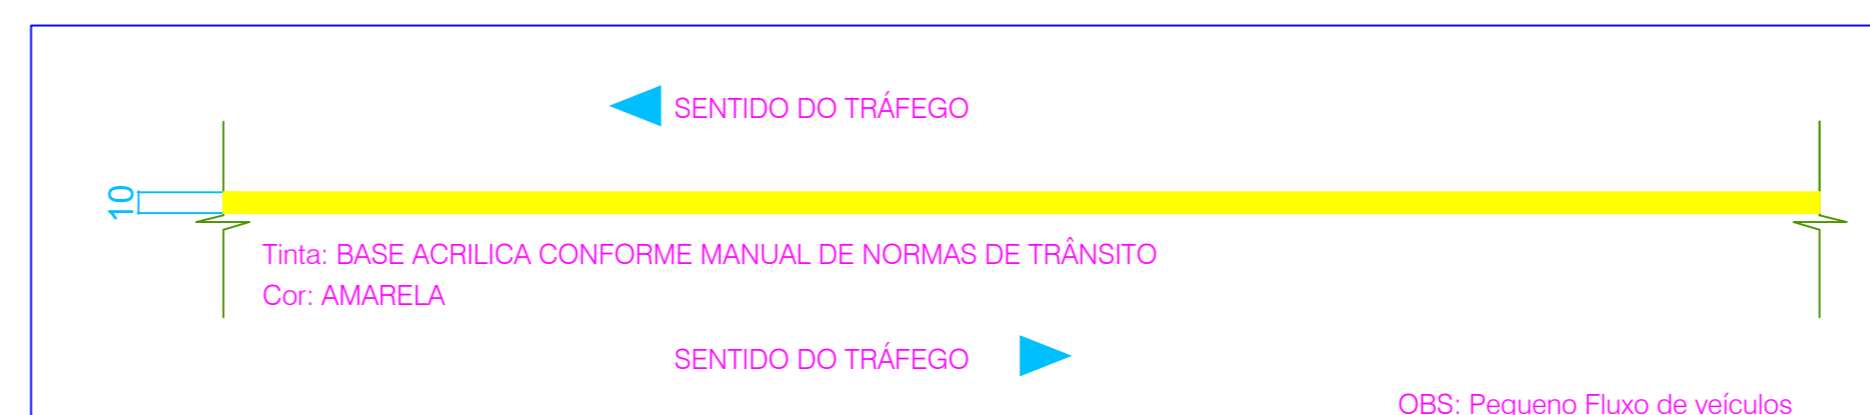 SENTIDO DO TRÁFEGO
10
Tinta: BASE ACRILICA CONFORME MANUAL DE NORMAS DE TRÂNSITO
Cor: AMARELA
SENTIDO DO TRÁFEGO
OBS: Pequeno Fluxo de veículos